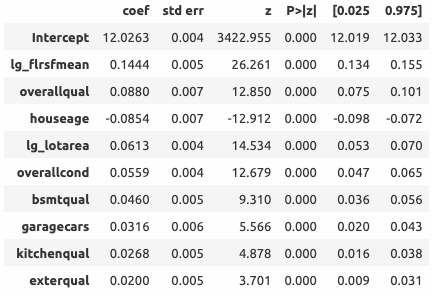 coef std err z P>|z| [0.025 0.975]
Intercept 12.0263 0.004 3422.955 0.000 12.019 12.033
lg_flrsfmean 0.1444 0.005 26.261 0.000 0.134 0.155
overallqual 0.0880 0.007 12.850 0.000 0.075 0.101
houseage -0.0854 0.007 -12.912 0.000 -0.098 -0.072
lg_lotarea 0.0613 0.004 14.534 0.000 0.053 0.070
overallcond 0.0559 0.004 12.679 0.000 0.047 0.065
bsmtqual 0.0460 0.005 9.310 0.000 0.036 0.056
garagecars 0.0316 0.006 5.566 0.000 0.020 0.043
kitchenqual 0.0268 0.005 4.878 0.000 0.016 0.038
exterqual 0.0200 0.005 3.701 0.000 0.009 0.031